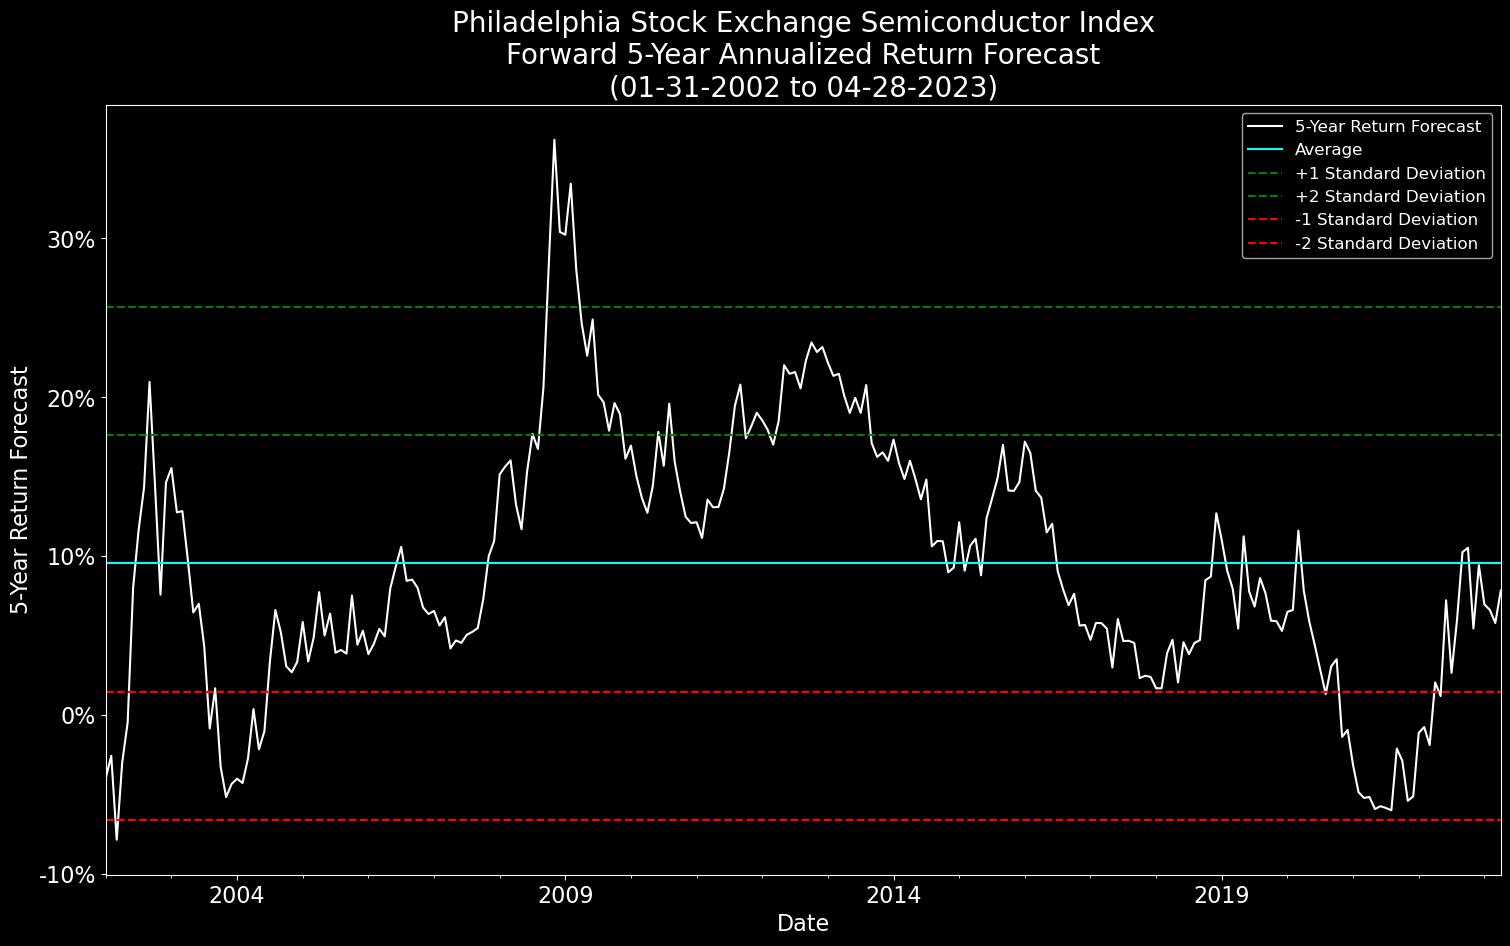 Philadelphia Stock Exchange Semiconductor Index
Forward 5-Year Annualized Return Forecast
(01-31-2002 to 04-28-2023)
5-Year Return Forecast
Average
+1 Standard Deviation
+2 Standard Deviation
-1 Standard Deviation
-2 Standard Deviation
5-Year Return Forecast
30%
20%
10%
0%
-10%
2004
2009
2014
2019
Date